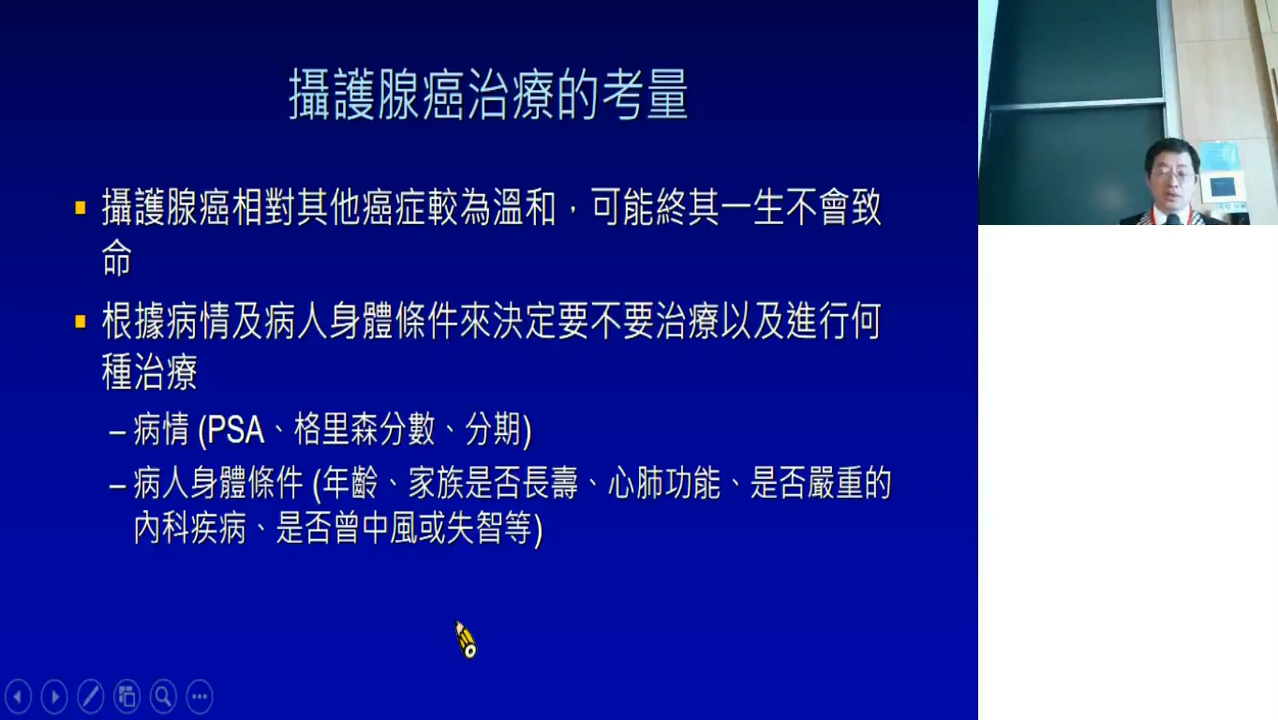 攝護腺癌治療的考量
攝護腺癌相對其他癌症較為溫和，可能終其一生不會致
命
根據病情及病人身體條件來決定要不要治療以及進行何
種治療
– 病情 (PSA、格里森分數、分期)
– 病人身體條件 (年齡、家族是否長壽、心肺功能、是否嚴重的
內科疾病、是否曾中風或失智等)